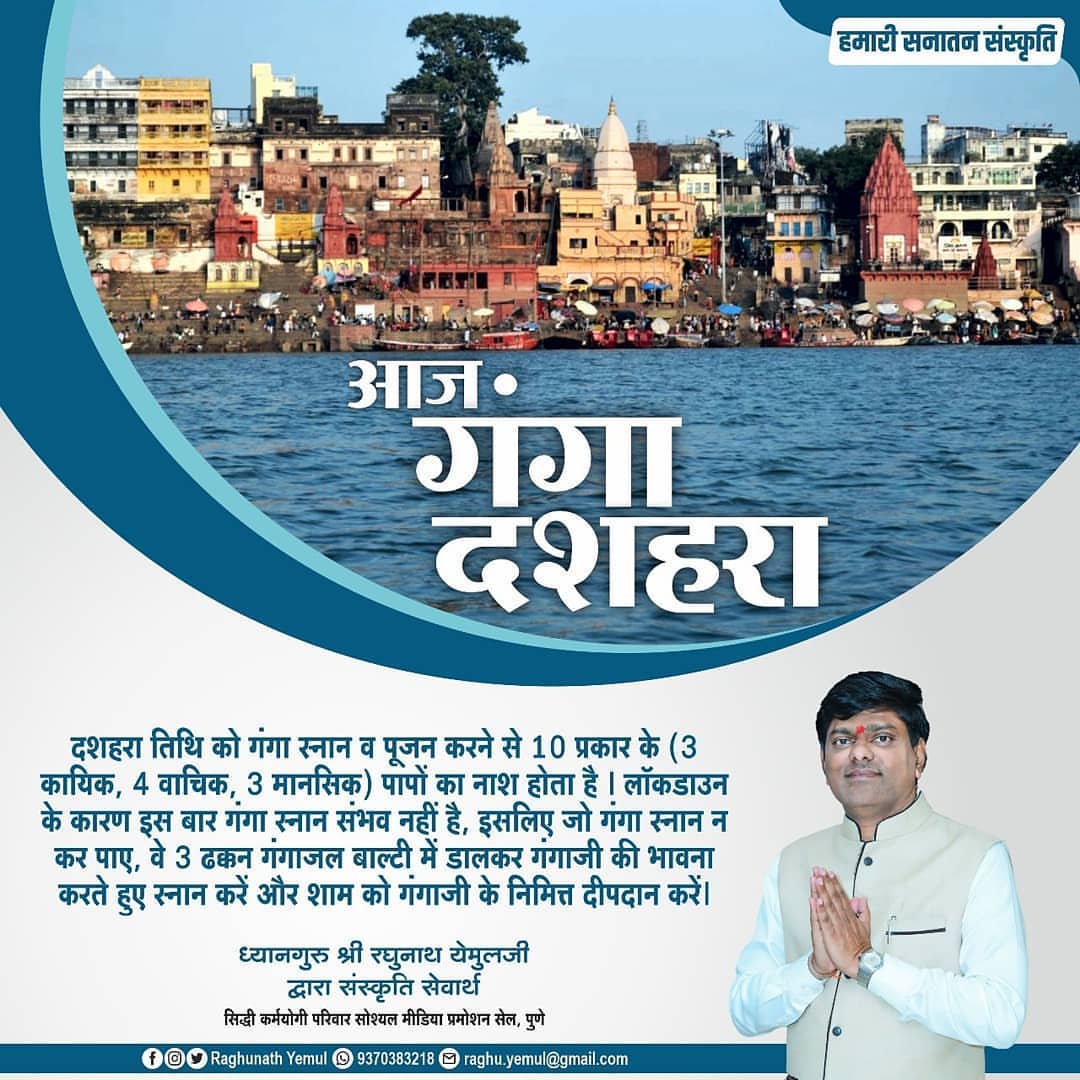 हमारी सनातन संस्कृति
आज
गंगा
दशहरा
दशहरा तिथि को गंगा स्नान व पूजन करने से 10 प्रकार के (3
कायिक, 4 वाचिक, 3 मानसिक) पापों का नाश होता है । लॉकडाउन
के कारण इस बार गंगा स्नान संभव नहीं है, इसलिए जो गंगा स्नान न
कर पाए, वे 3 ढक्कन गंगाजल बाल्टी में डालकर गंगाजी की भावना
करते हुए स्नान करें और शाम को गंगाजी के निमित्त दीपदान करें।
ध्यानगुरु श्री रघुनाथ येमुलजी
द्वारा संस्कृति सेवार्थ
सिद्धी कर्मयोगी परिवार सोश्यल मीडिया प्रमोशन सेल, पुणे
Raghunath Yemul 9370383218 raghu.yemul@gmail.com